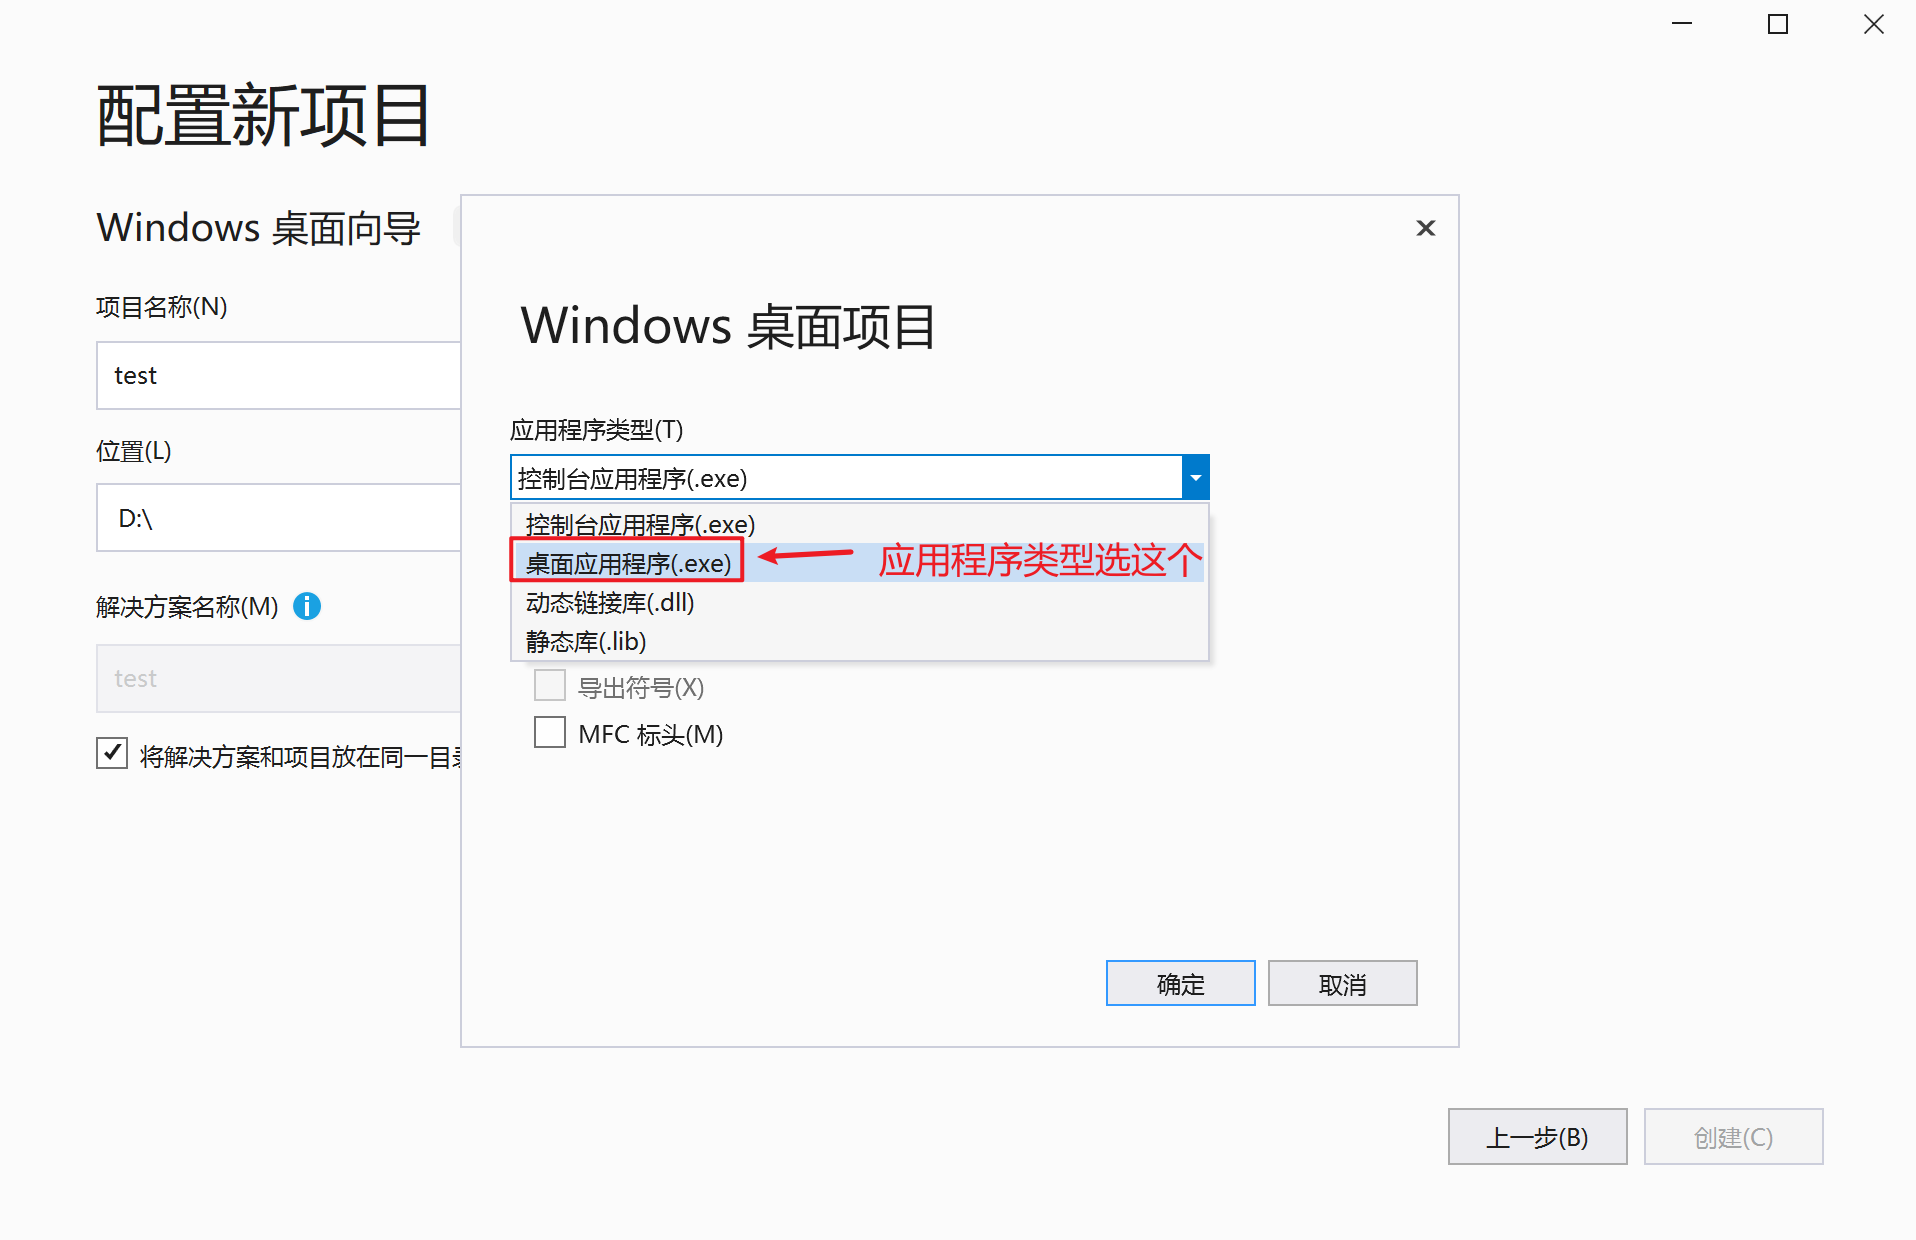 配置新项目
Windows 桌面向导
项目名称(N)
test
位置(L)
D:\
解决方案名称(M)
test
将解决方案和项目放在同一目
Windows 桌面项目
应用程序类型(T)
控制台应用程序(.exe)
控制台应用程序(.exe)
桌面应用程序(.exe) 应用程序类型选这个
动态链接库(.dll)
静态库(.lib)
导出符号(X)
MFC 标头(M)
确定 取消
上一步(B) 创建(C)